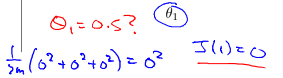 θ₁ = 0.5?
θ₁
1/2m (0² + 0² + 0²) = 0²
J(1) = 0